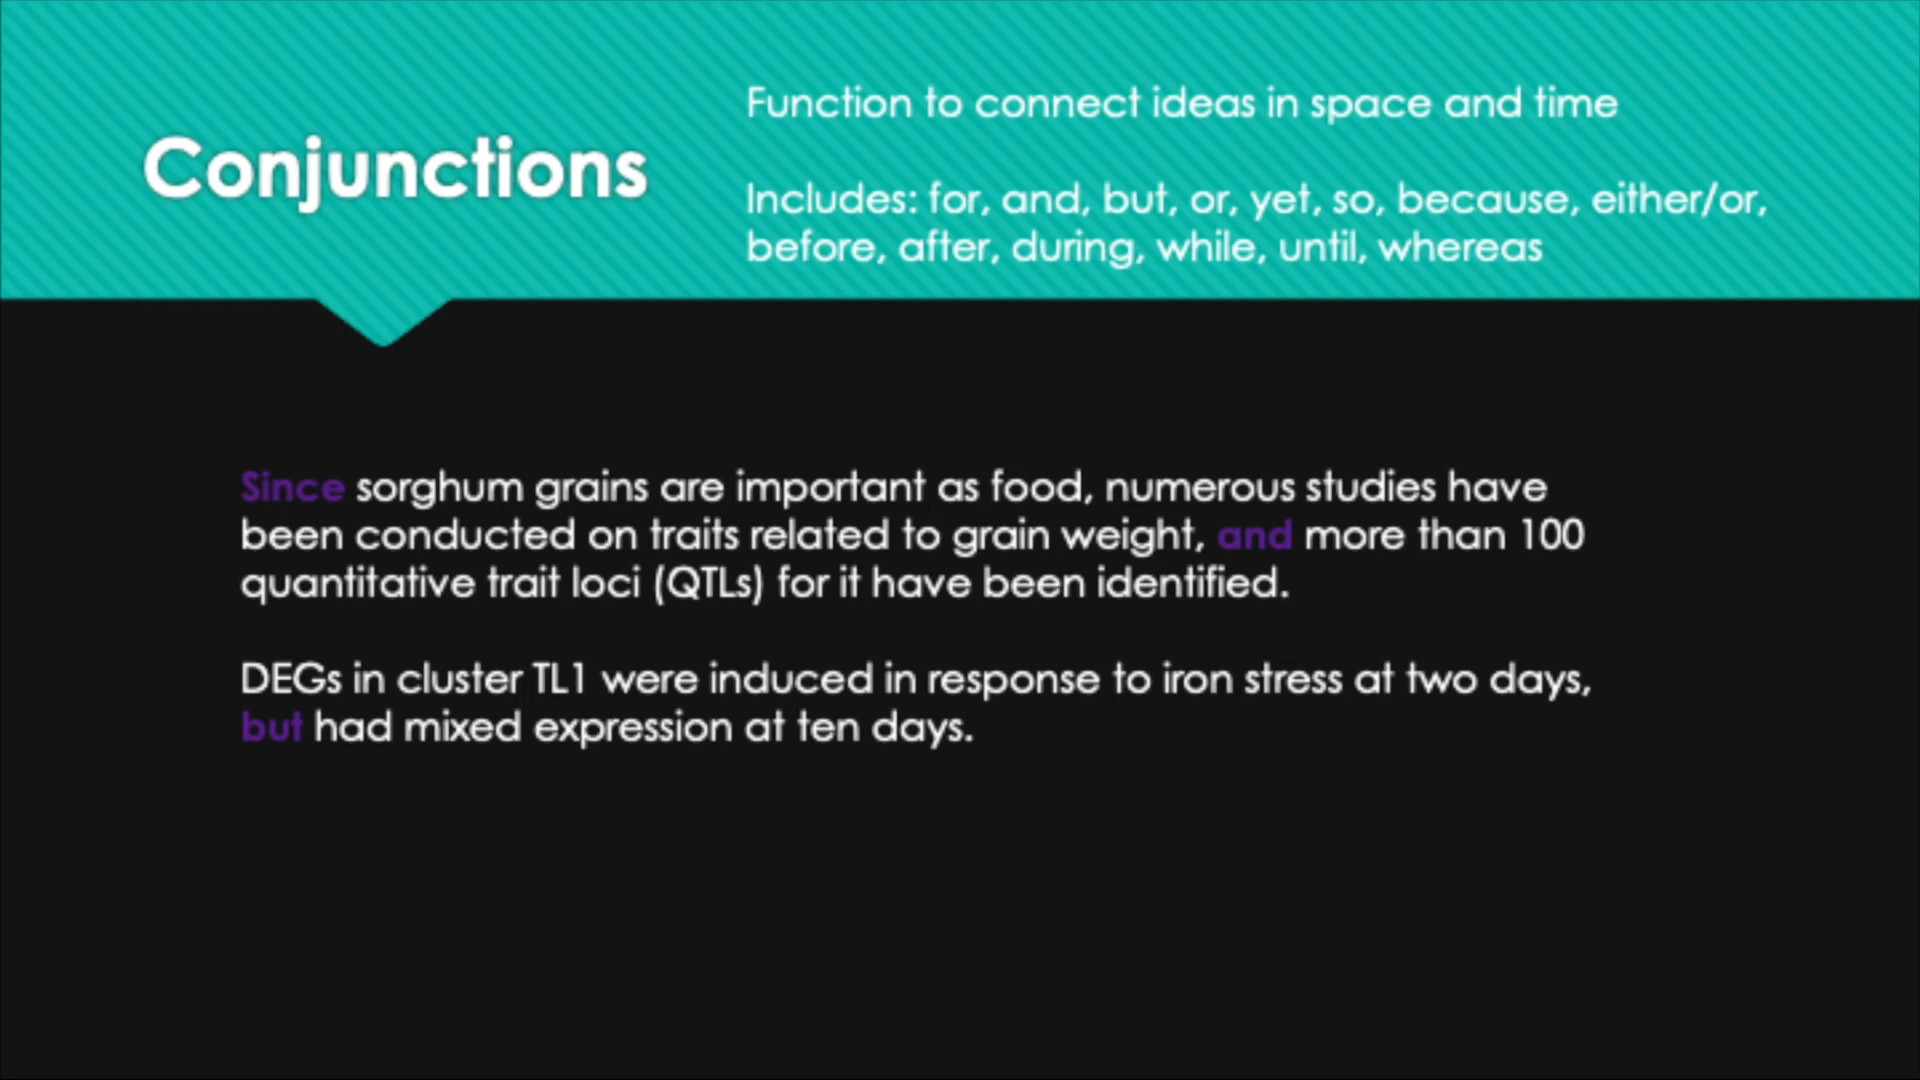 Conjunctions
Function to connect ideas in space and time
Includes: for, and, but, or, yet, so, because, either/or,
before, after, during, while, until, whereas
Since sorghum grains are important as food, numerous studies have
been conducted on traits related to grain weight, and more than 100
quantitative trait loci (QTLs) for it have been identified.
DEGs in cluster TL1 were induced in response to iron stress at two days,
but had mixed expression at ten days.